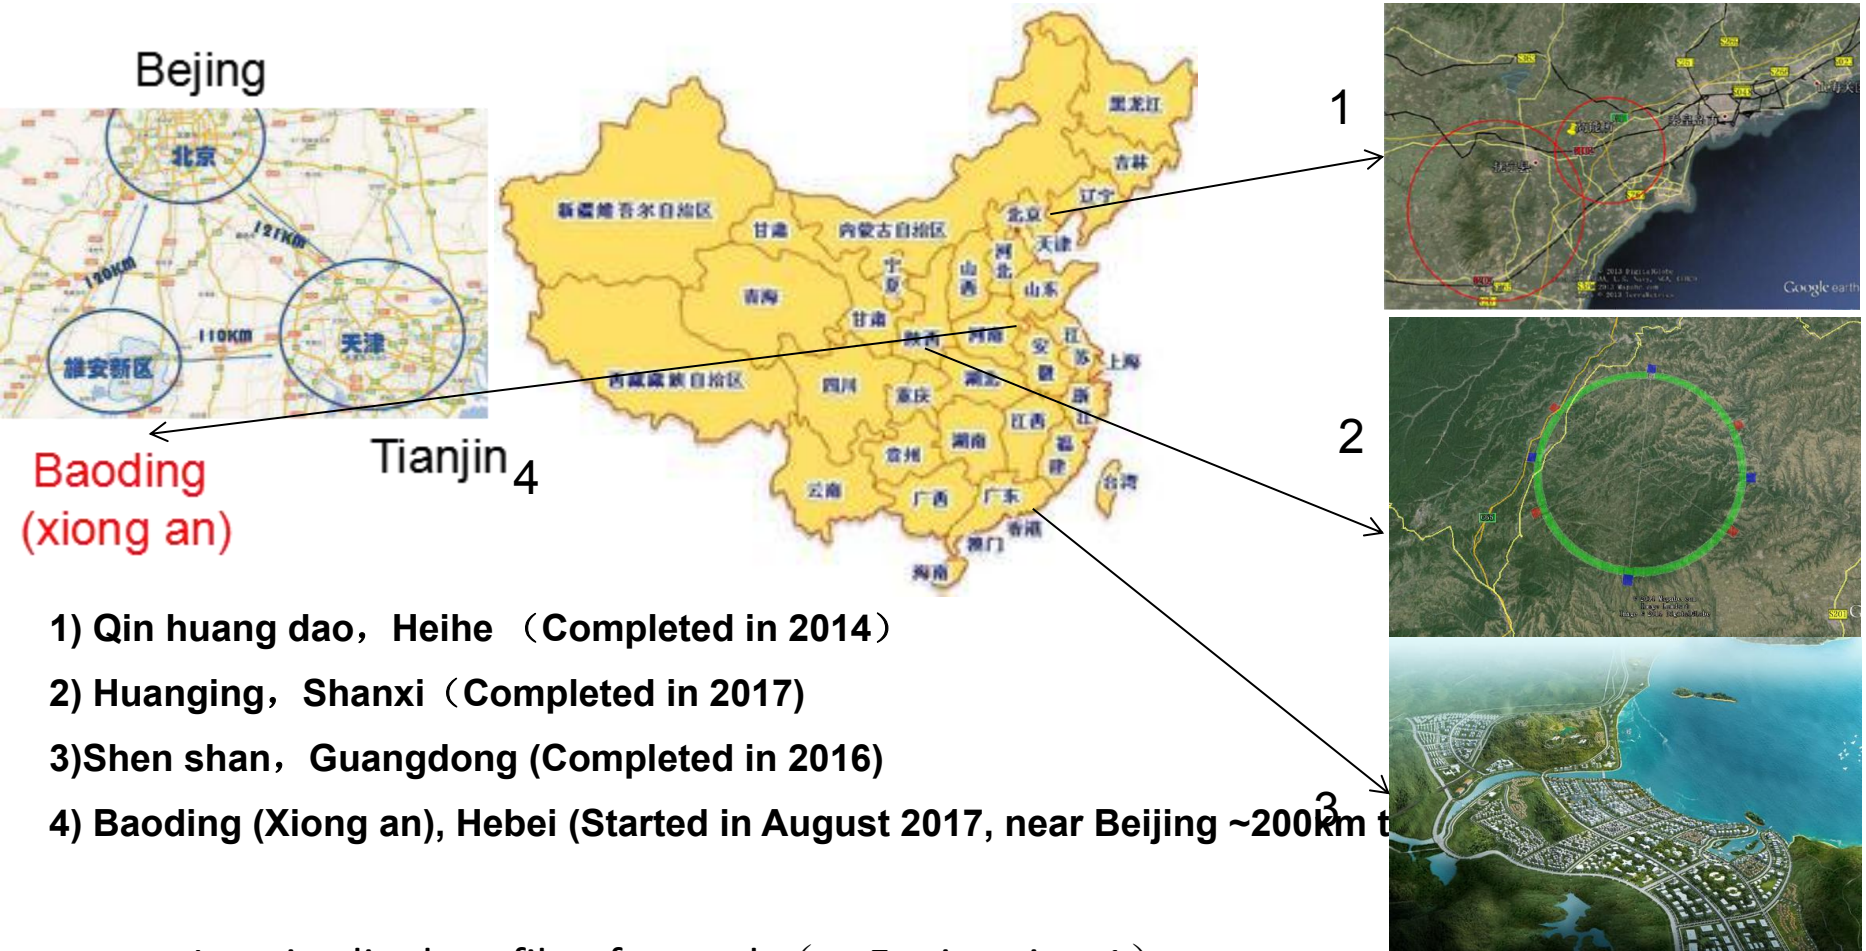 Bejing
北京
121KM
120KM
110KM
雄安新区
天津
Baoding
(xiong an)
Tianjin
4
黑龙江
吉林
辽宁
新疆维吾尔自治区
甘肃
内蒙古自治区
北京
天津
河北
山西
宁夏
山东
青海
甘肃
陕西
河南
江苏
安徽
上海
西藏藏族自治区
四川
重庆
湖北
浙江
江西
湖南
贵州
福建
云南
广西
广东
台湾
香港
澳门
海南
1
Google earth
2
3
1) Qin huang dao，Heihe （Completed in 2014）
2) Huanging，Shanxi（Completed in 2017)
3)Shen shan，Guangdong (Completed in 2016)
4) Baoding (Xiong an), Hebei (Started in August 2017, near Beijing ~200km t